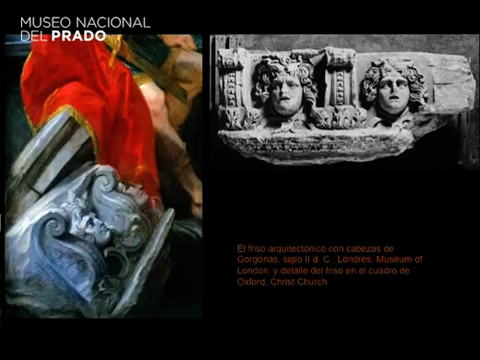 MUSEO NACIONAL
DEL PRADO
El friso arquitectónico con cabezas de
Gorgonas, siglo II d. C., Londres, Museum of
London, y detalle del friso en el cuadro de
Oxford, Christ Church